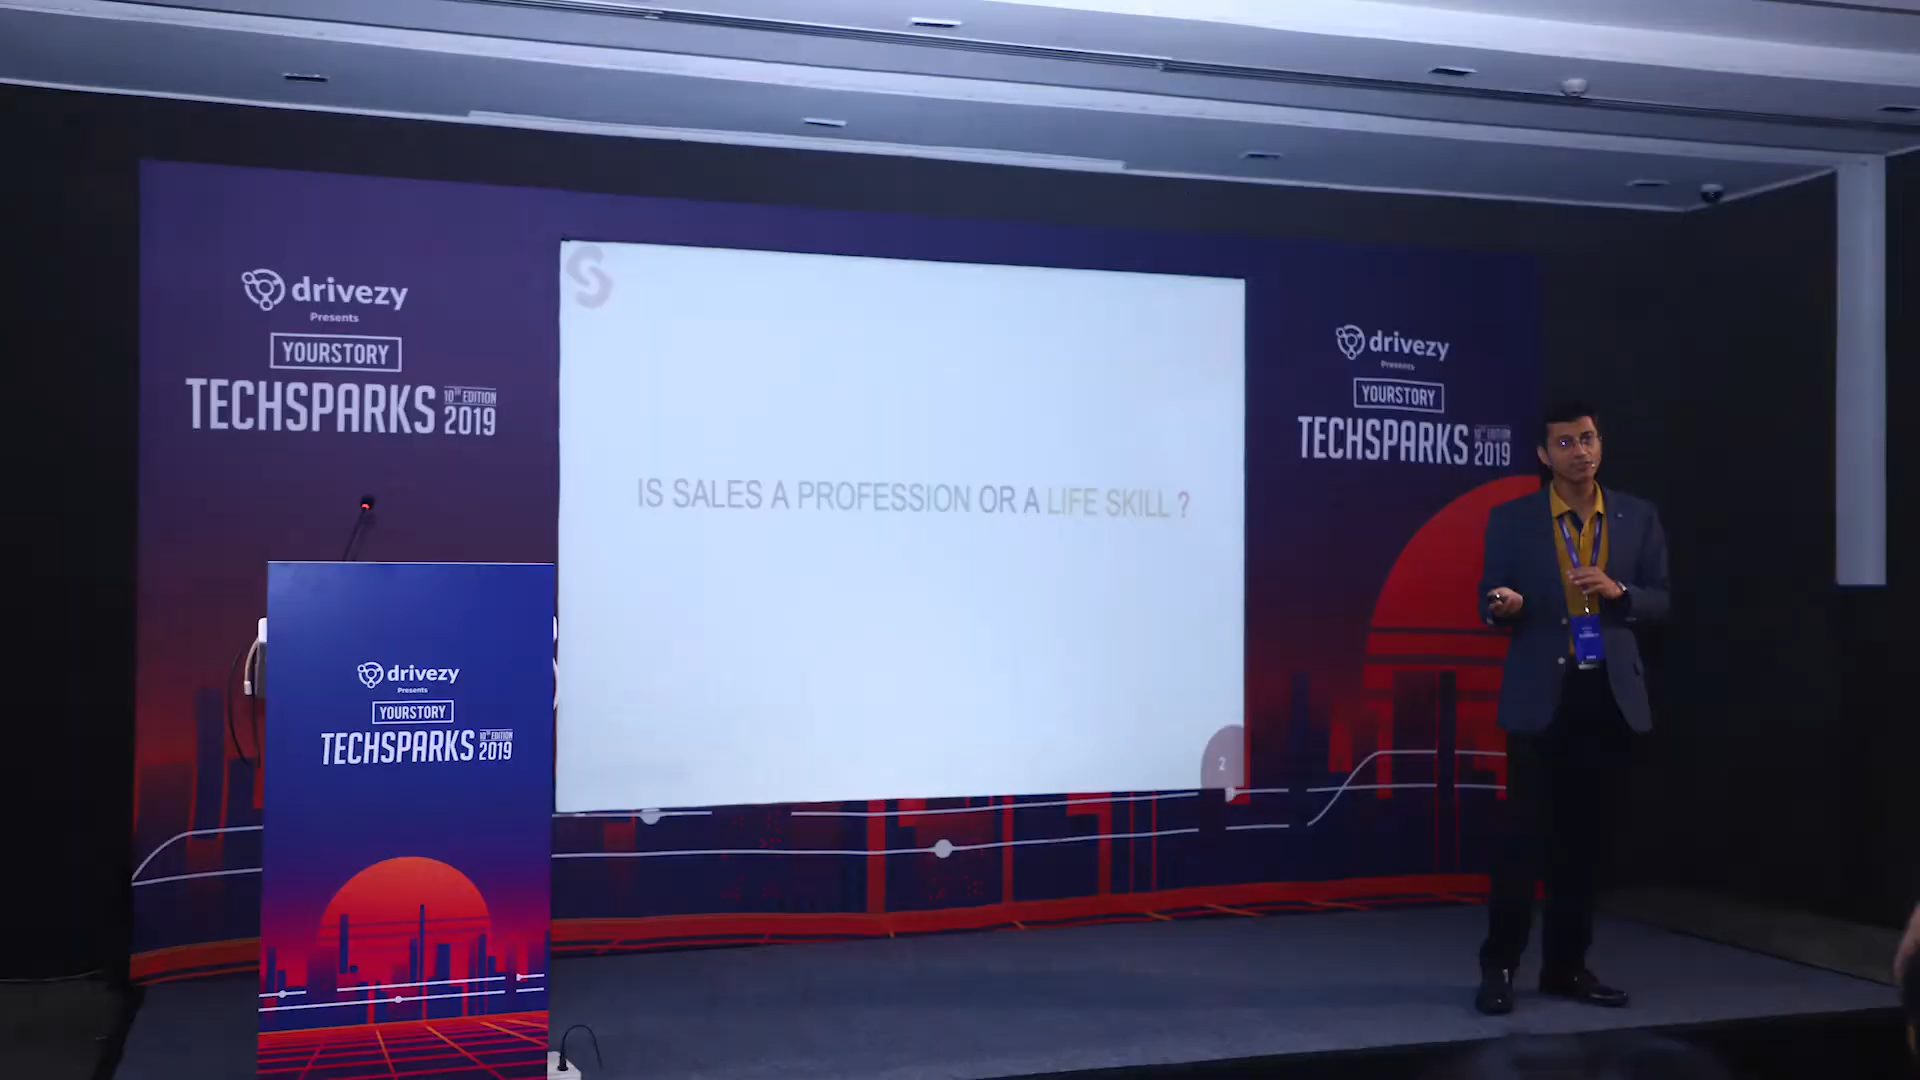 drivezy
Presents
YOURSTORY
TECHSPARKS 10TH EDITION 2019
IS SALES A PROFESSION OR A LIFE SKILL ?
2
drivezy
Presents
YOURSTORY
TECHSPARKS 10TH EDITION 2019
drivezy
Presents
YOURSTORY
TECHSPARKS 10TH EDITION 2019